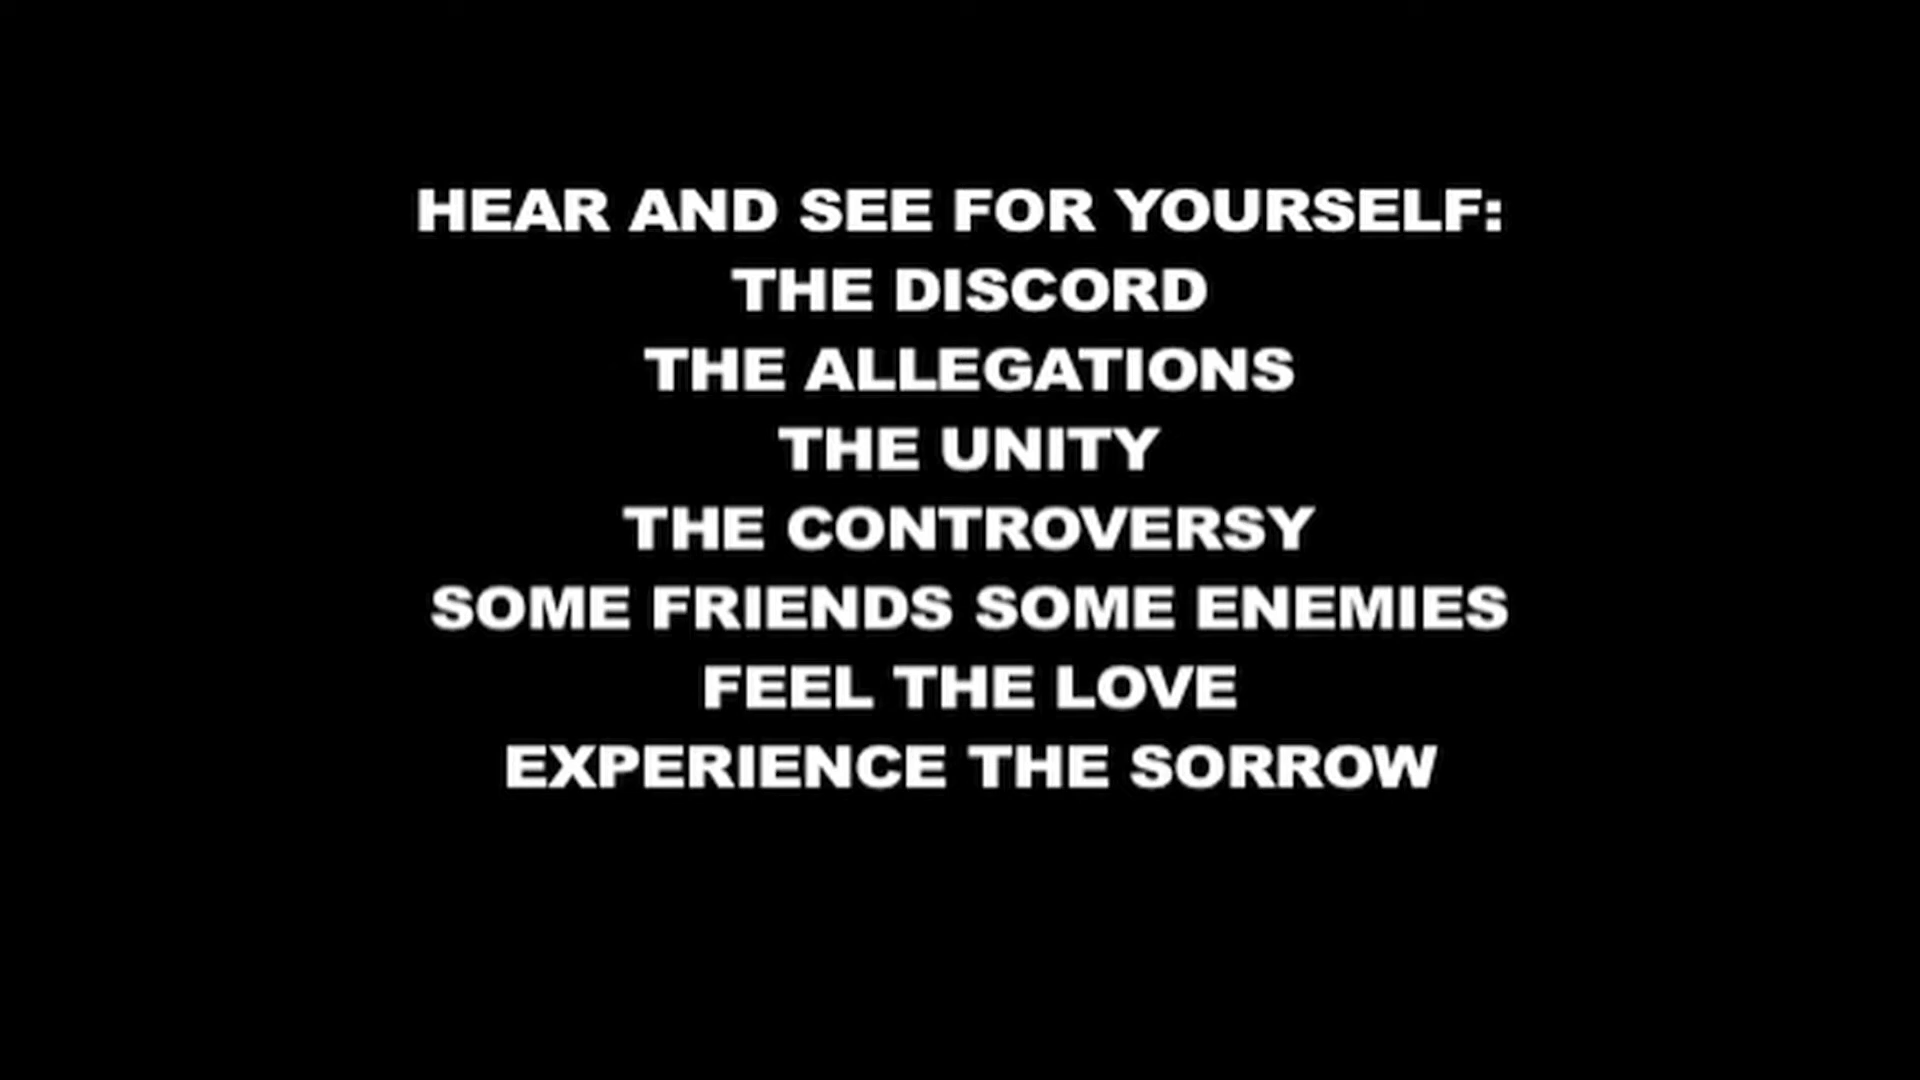 HEAR AND SEE FOR YOURSELF:
THE DISCORD
THE ALLEGATIONS
THE UNITY
THE CONTROVERSY
SOME FRIENDS SOME ENEMIES
FEEL THE LOVE
EXPERIENCE THE SORROW